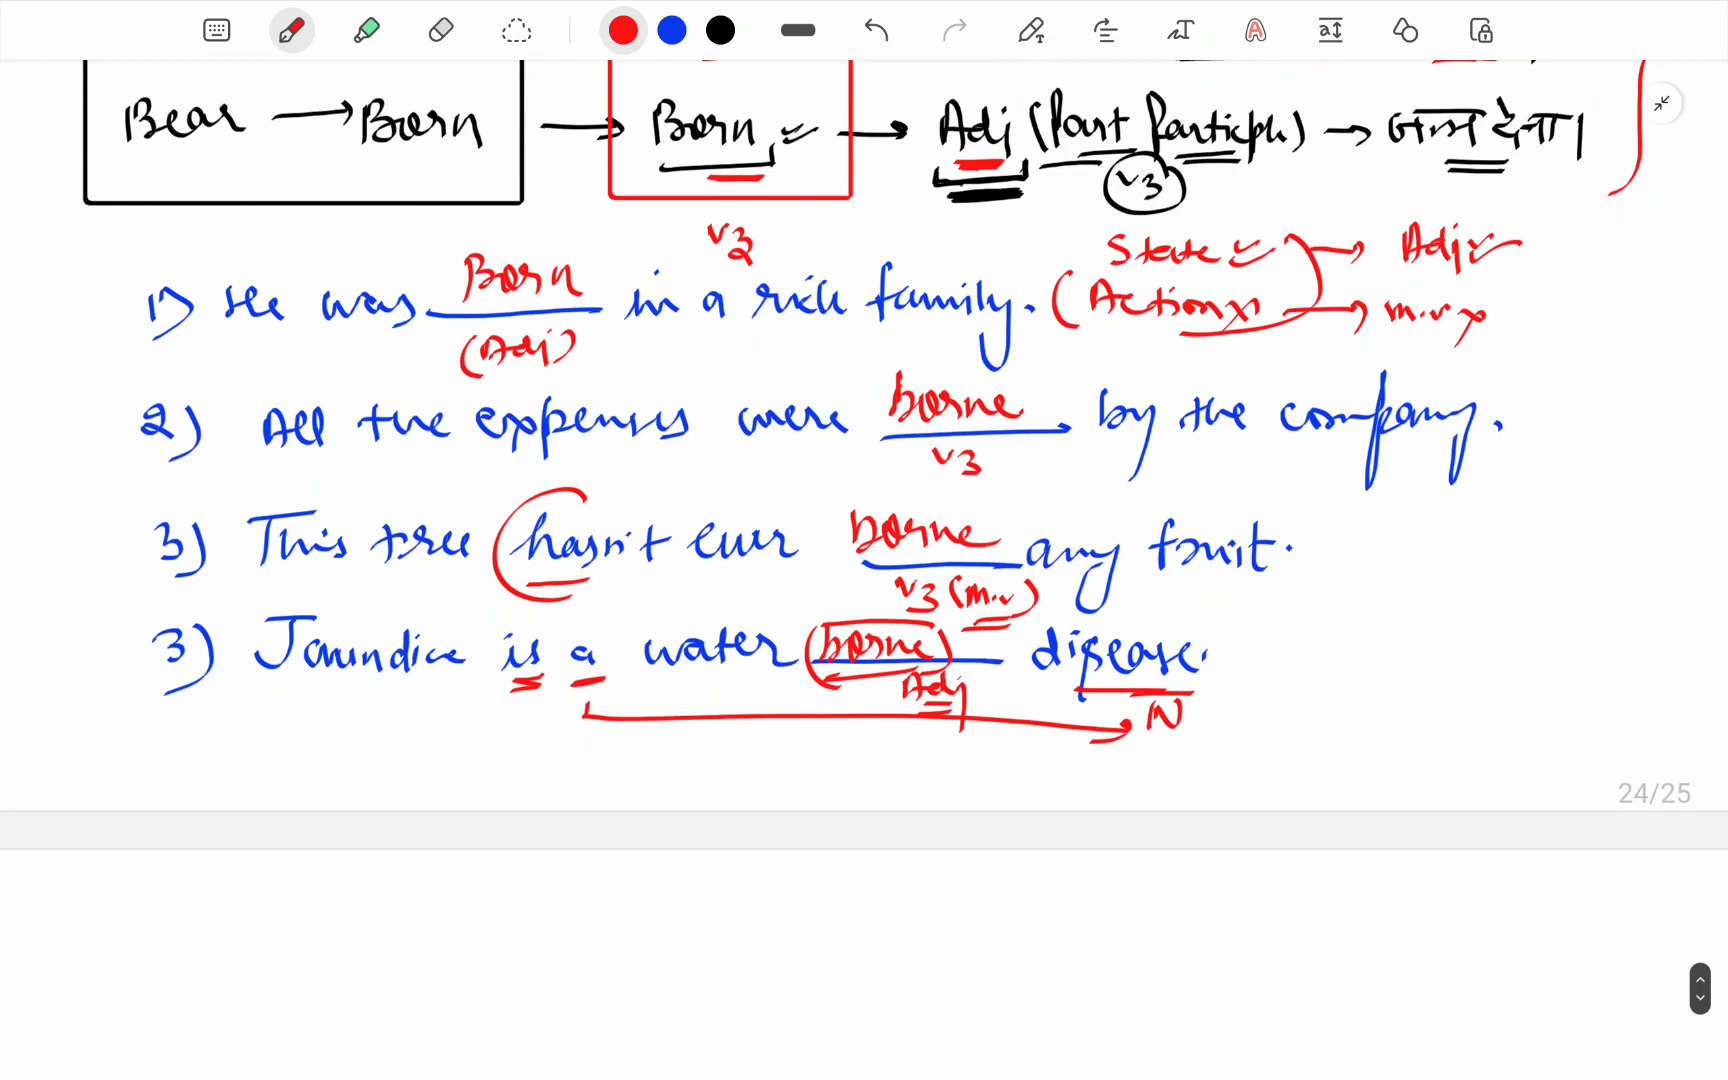 Bear → Born → Born → Adj (Past Participle) →
v3
v3
State → Adj
1) He was Born in a rich family. (Action x) → m.v x
(Adj)
2) All the expenses were borne by the company.
v3
3) This tree hasn't ever borne any fruit.
v3 (m.v)
3) Jaundice is a water borne disease.
Adj
N
24/25